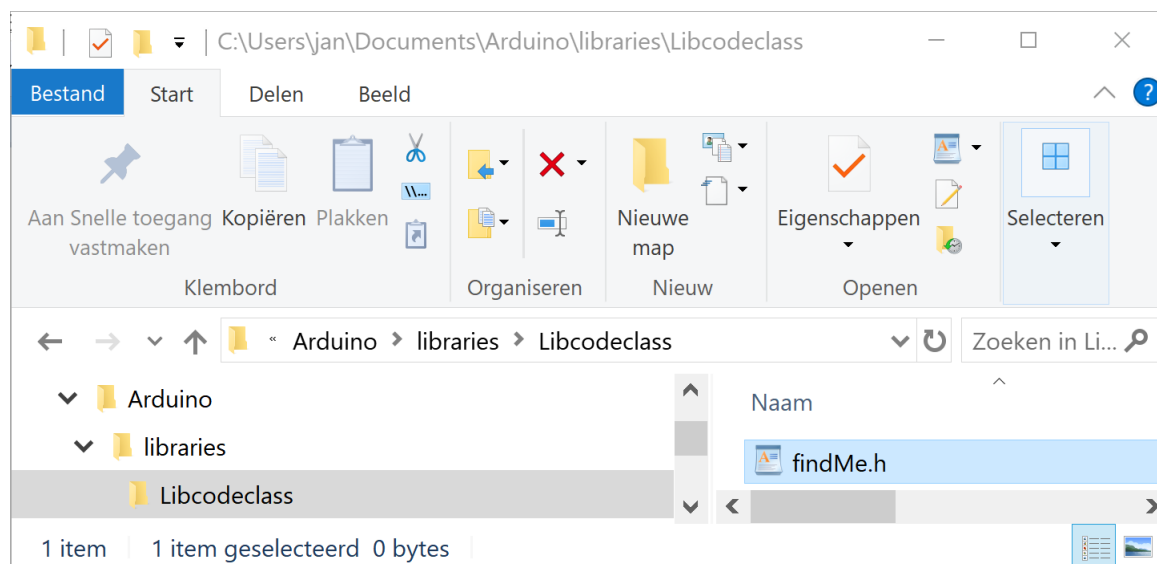 C:\Users\jan\Documents\Arduino\libraries\Libcodeclass
Bestand Start Delen Beeld ?
Aan Snelle toegang vastmaken
Kopiëren
Plakken
\\...
Nieuwe map
Eigenschappen
Selecteren
Klembord Organiseren Nieuw Openen
« Arduino > libraries > Libcodeclass
Zoeken in Li...
Arduino
libraries
Libcodeclass
Naam
findMe.h
1 item 1 item geselecteerd 0 bytes